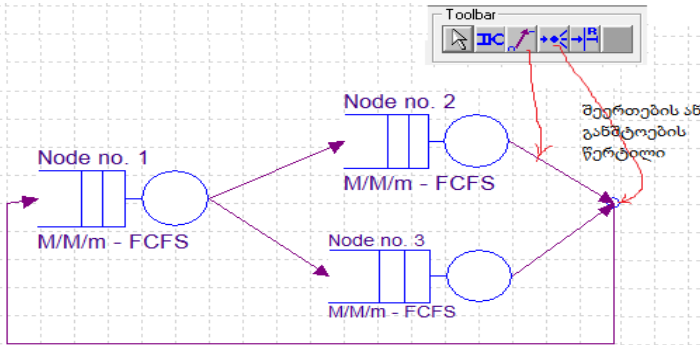 Toolbar
Node no. 2
შეერთების ან
განშტოების
წერტილი
Node no. 1
M/M/m - FCFS
M/M/m - FCFS
Node no. 3
M/M/m - FCFS